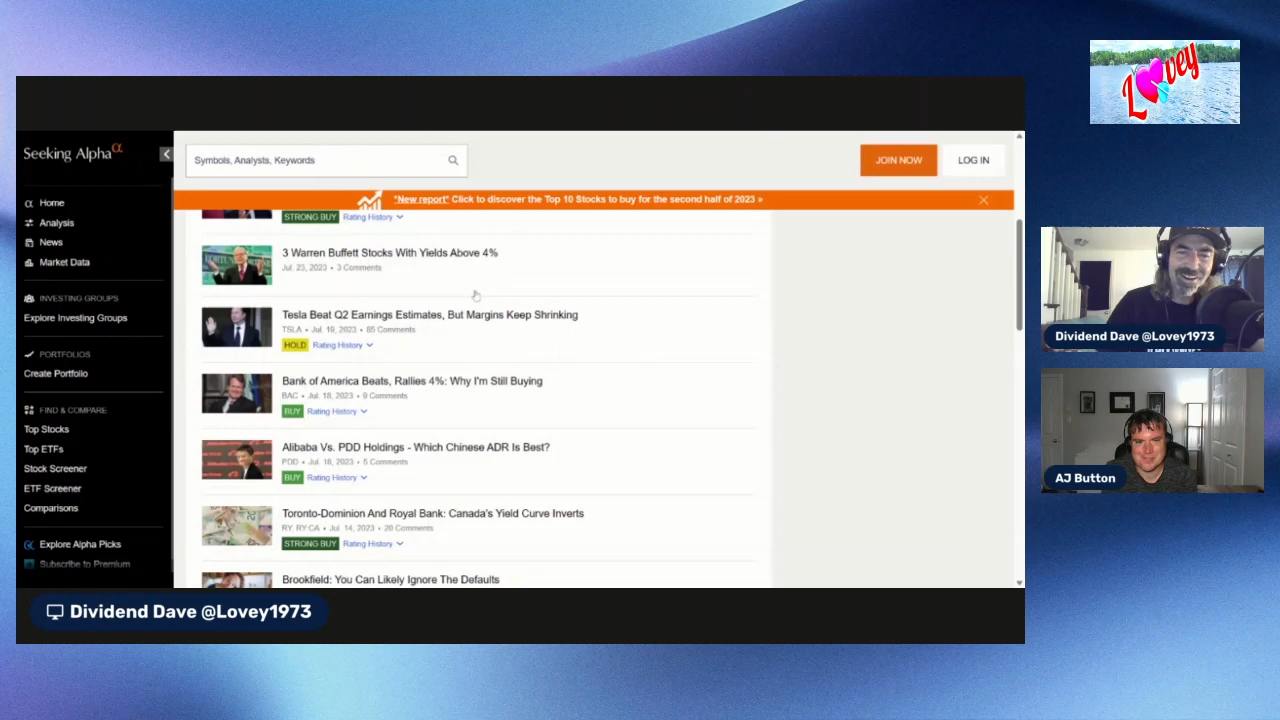 Lovey
Seeking Alpha α
Symbols, Analysts, Keywords
JOIN NOW
LOG IN
"New report" Click to discover the Top 10 Stocks to buy for the second half of 2023 »
Home
Analysis
News
Market Data
INVESTING GROUPS
Explore Investing Groups
PORTFOLIOS
Create Portfolio
FIND & COMPARE
Top Stocks
Top ETFs
Stock Screener
ETF Screener
Comparisons
Explore Alpha Picks
Subscribe to Premium
STRONG BUY Rating History
3 Warren Buffett Stocks With Yields Above 4%
Jul. 23, 2023 • 3 Comments
Tesla Beat Q2 Earnings Estimates, But Margins Keep Shrinking
TSLA • Jul. 19, 2023 • 85 Comments
HOLD Rating History
Bank of America Beats, Rallies 4%: Why I'm Still Buying
BAC • Jul. 18, 2023 • 9 Comments
BUY Rating History
Alibaba Vs. PDD Holdings - Which Chinese ADR Is Best?
PDD • Jul. 18, 2023 • 5 Comments
BUY Rating History
Toronto-Dominion And Royal Bank: Canada's Yield Curve Inverts
RY, RY:CA • Jul. 14, 2023 • 20 Comments
STRONG BUY Rating History
Brookfield: You Can Likely Ignore The Defaults
Dividend Dave @Lovey1973
AJ Button
Dividend Dave @Lovey1973